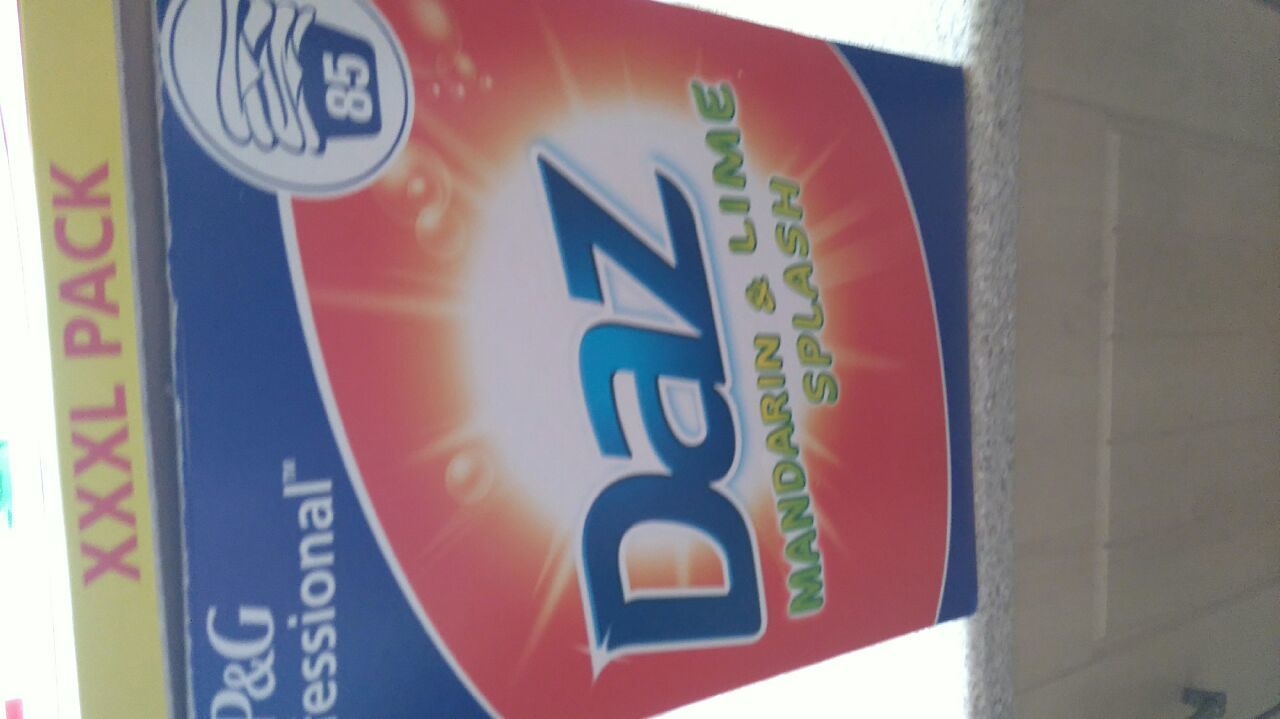 XXXL PACK
P&G
essional™
85
Daz
MANDARIN & LIME
SPLASH